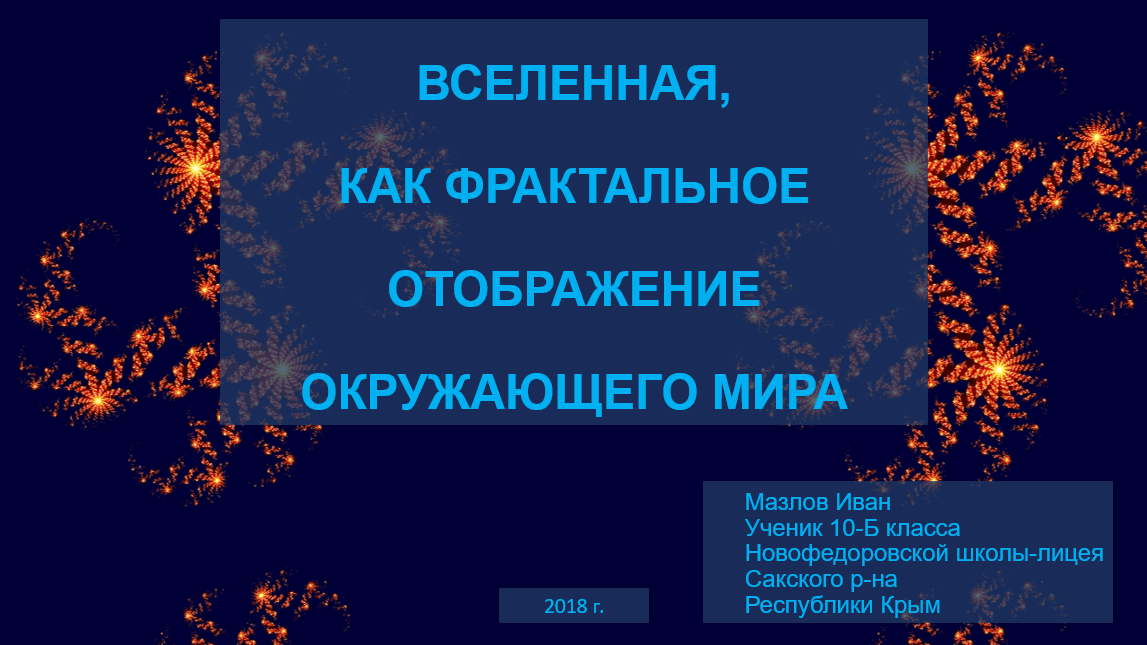 ВСЕЛЕННАЯ,
КАК ФРАКТАЛЬНОЕ
ОТОБРАЖЕНИЕ
ОКРУЖАЮЩЕГО МИРА
Мазлов Иван
Ученик 10-Б класса
Новофедоровской школы-лицея
Сакского р-на
Республики Крым
2018 г.